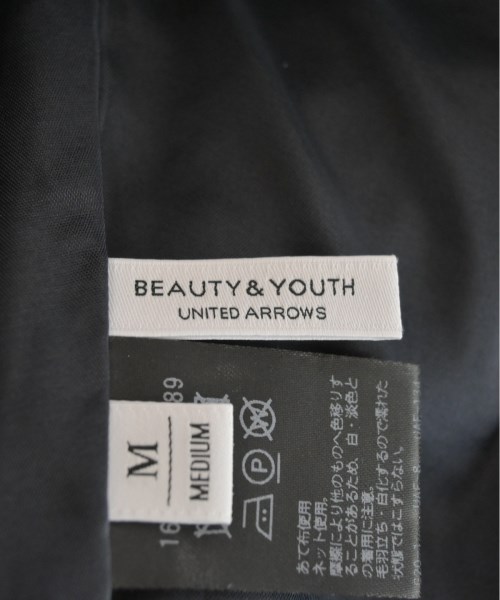 BEAUTY & YOUTH
UNITED ARROWS
M
MEDIUM
16
89
P
あて布使用
ネット使用
摩擦により他のものへ色移りす
ることがあるため、白・淡色と
の着用に注意。
毛羽立ち・白化するので濡れた
状態ではこすらない。